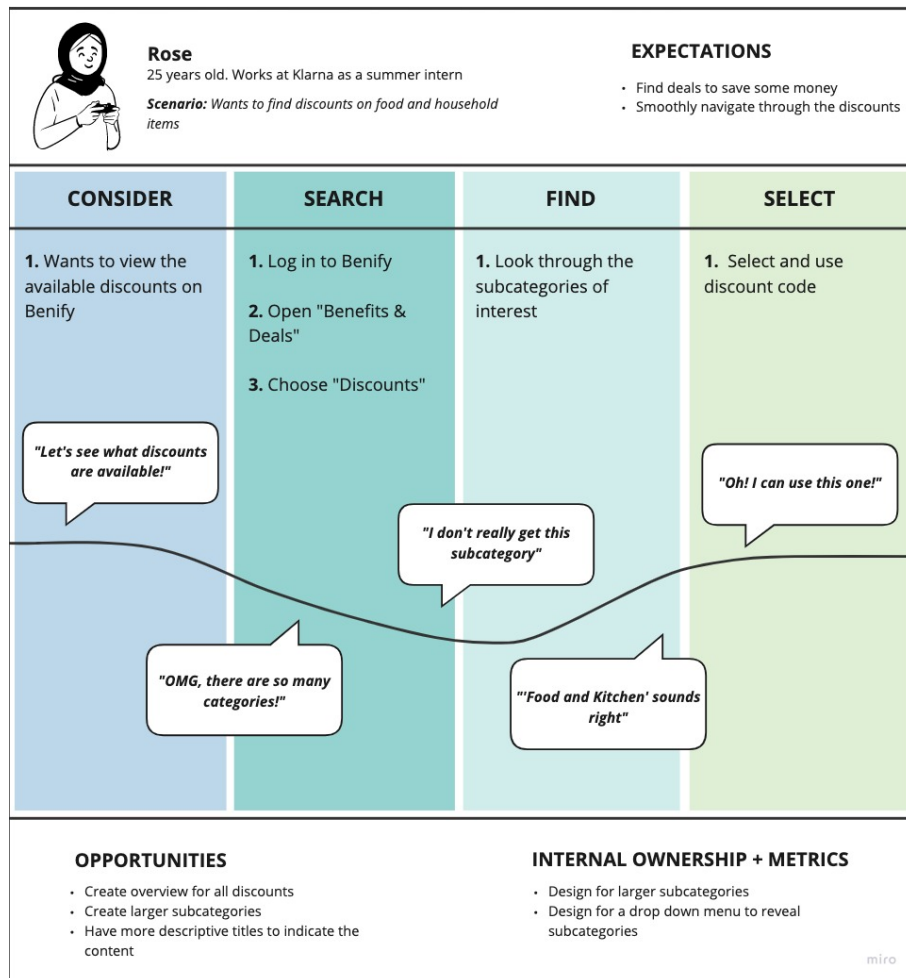 Rose
25 years old. Works at Klarna as a summer intern
Scenario: Wants to find discounts on food and household
items
EXPECTATIONS
• Find deals to save some money
• Smoothly navigate through the discounts
CONSIDER
SEARCH
FIND
SELECT
1. Wants to view the
available discounts on
Benify
1. Log in to Benify
2. Open "Benefits &
Deals"
3. Choose "Discounts"
1. Look through the
subcategories of
interest
1. Select and use
discount code
"Let's see what discounts
are available!"
"OMG, there are so many
categories!"
"I don't really get this
subcategory"
"'Food and Kitchen' sounds
right"
"Oh! I can use this one!"
OPPORTUNITIES
• Create overview for all discounts
• Create larger subcategories
• Have more descriptive titles to indicate the
content
INTERNAL OWNERSHIP + METRICS
• Design for larger subcategories
• Design for a drop down menu to reveal
subcategories
miro